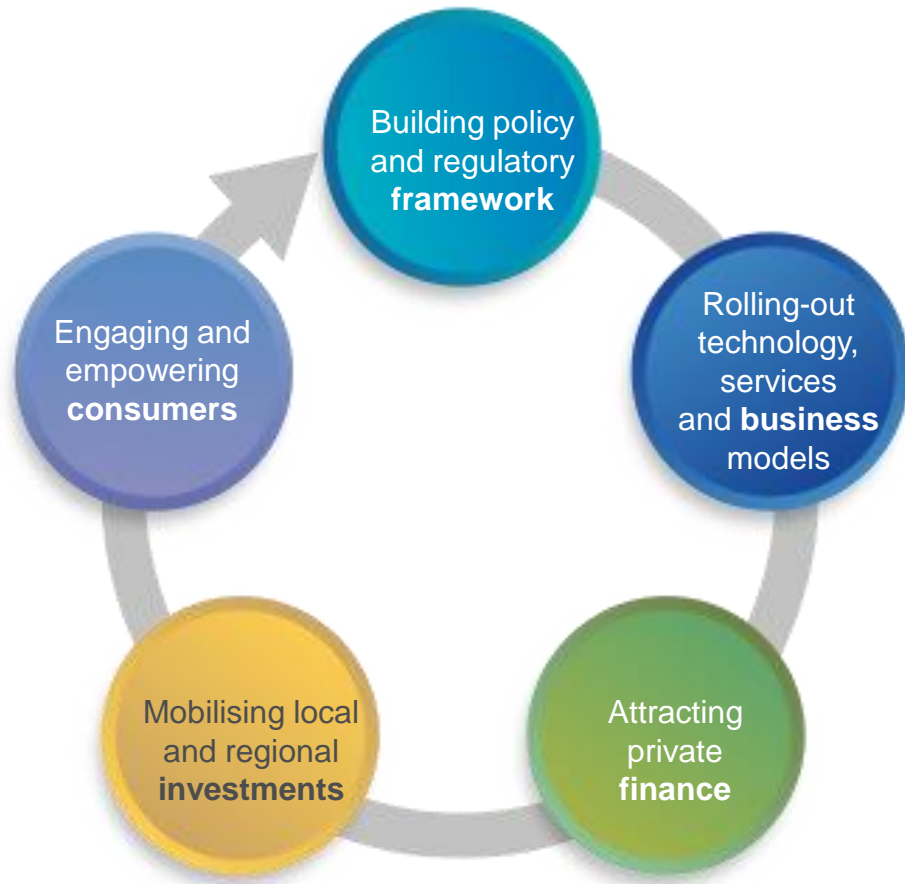 Building policy
and regulatory
framework
Rolling-out
technology,
services
and business
models
Attracting
private
finance
Mobilising local
and regional
investments
Engaging and
empowering
consumers